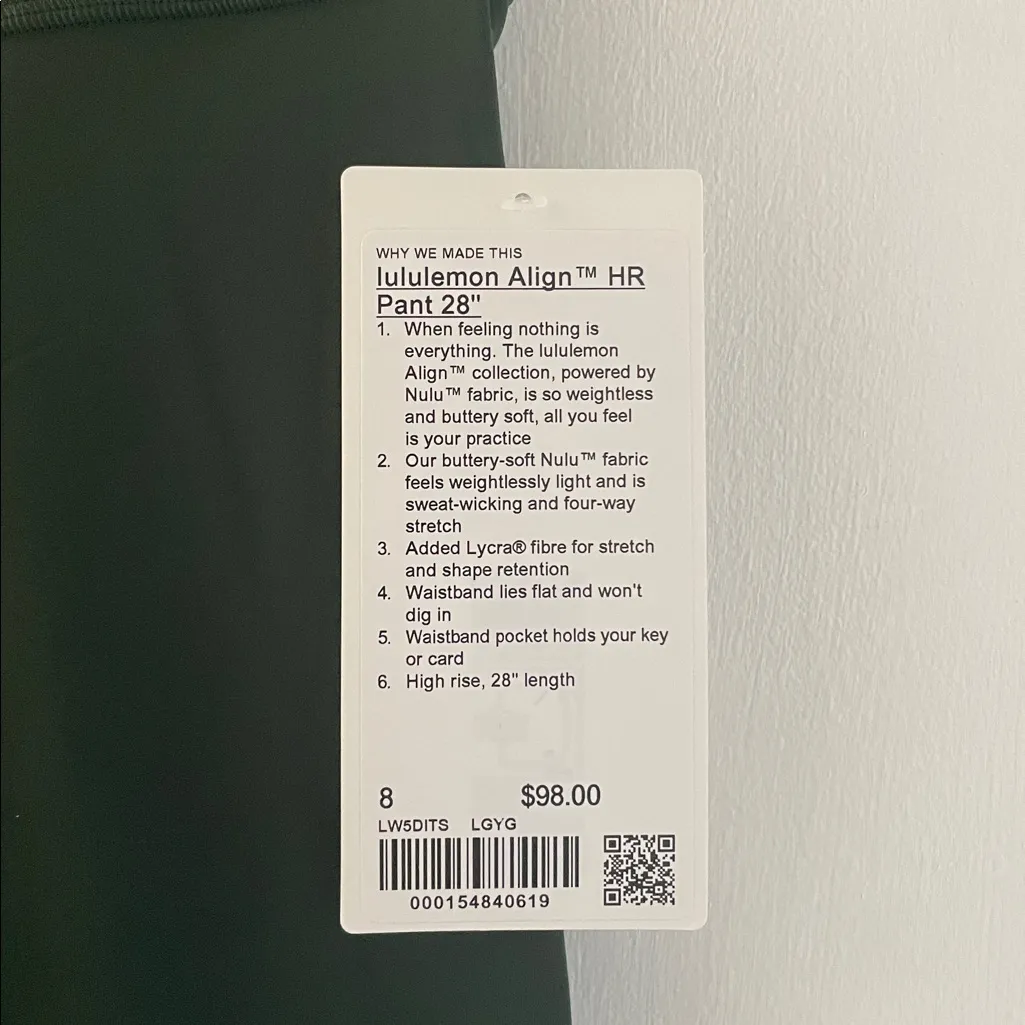 WHY WE MADE THIS
lululemon Align™ HR
Pant 28"
1. When feeling nothing is
everything. The lululemon
Align™ collection, powered by
Nulu™ fabric, is so weightless
and buttery soft, all you feel
is your practice
2. Our buttery-soft Nulu™ fabric
feels weightlessly light and is
sweat-wicking and four-way
stretch
3. Added Lycra® fibre for stretch
and shape retention
4. Waistband lies flat and won't
dig in
5. Waistband pocket holds your key
or card
6. High rise, 28" length
8 $98.00
LW5DITS LGYG
000154840619